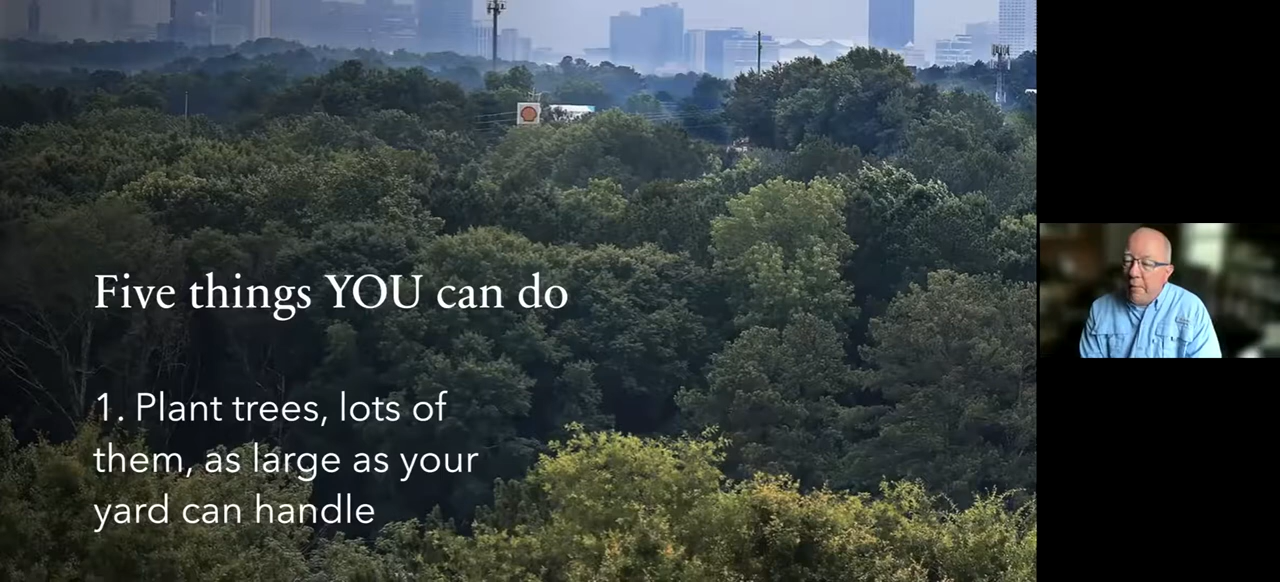 Five things YOU can do
1. Plant trees, lots of
them, as large as your
yard can handle